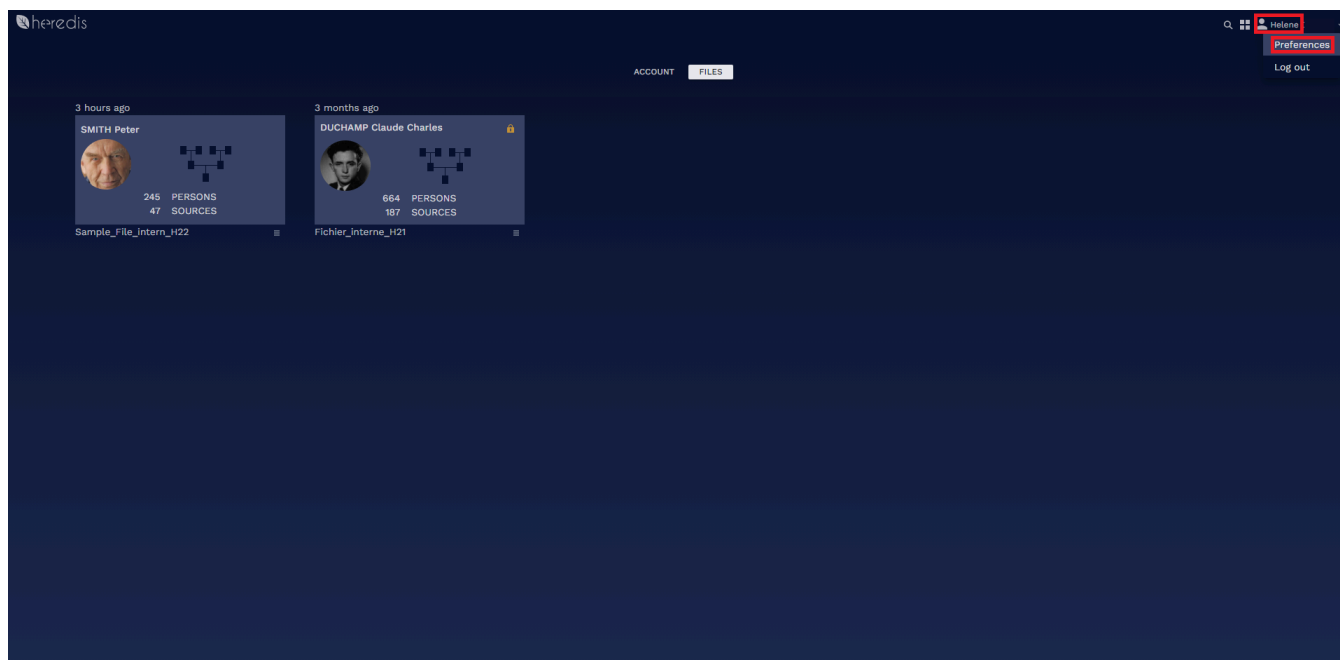 heredis
Helene
Preferences
Log out
ACCOUNT FILES
3 hours ago
SMITH Peter
245 PERSONS
47 SOURCES
Sample_File_intern_H22
3 months ago
DUCHAMP Claude Charles
664 PERSONS
187 SOURCES
Fichier_interne_H21